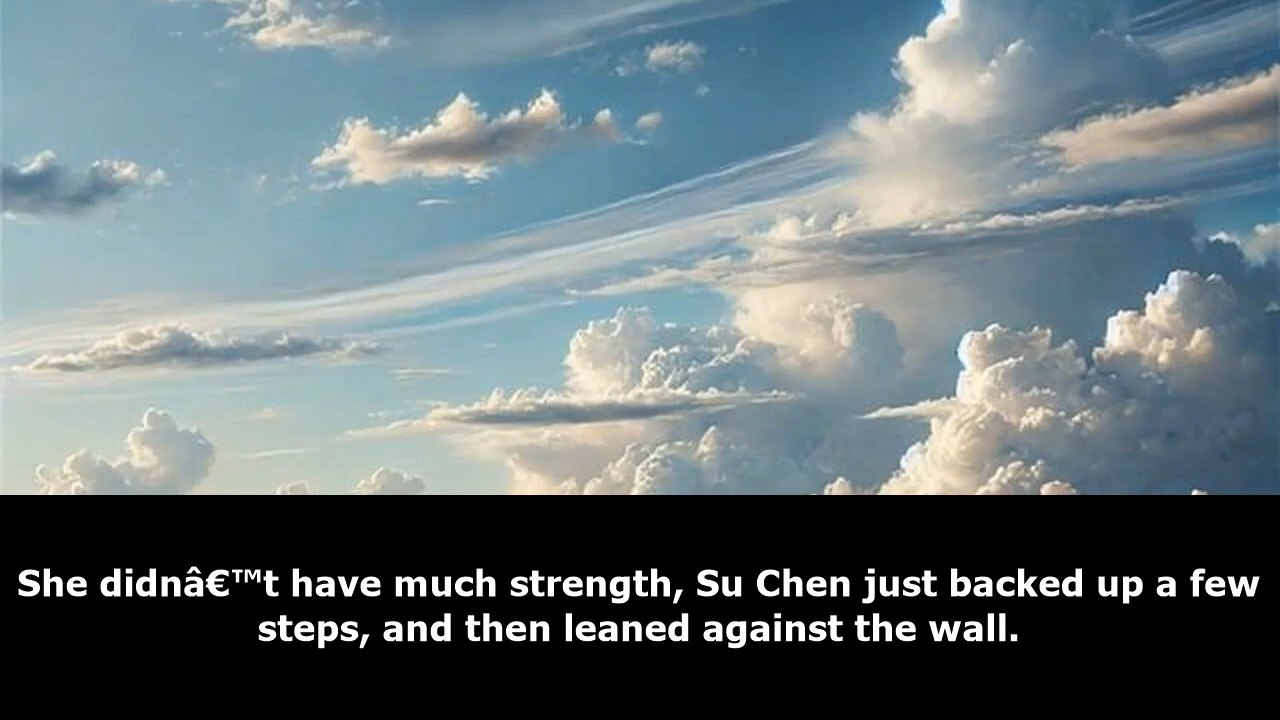 She didnâ€™t have much strength, Su Chen just backed up a few
steps, and then leaned against the wall.